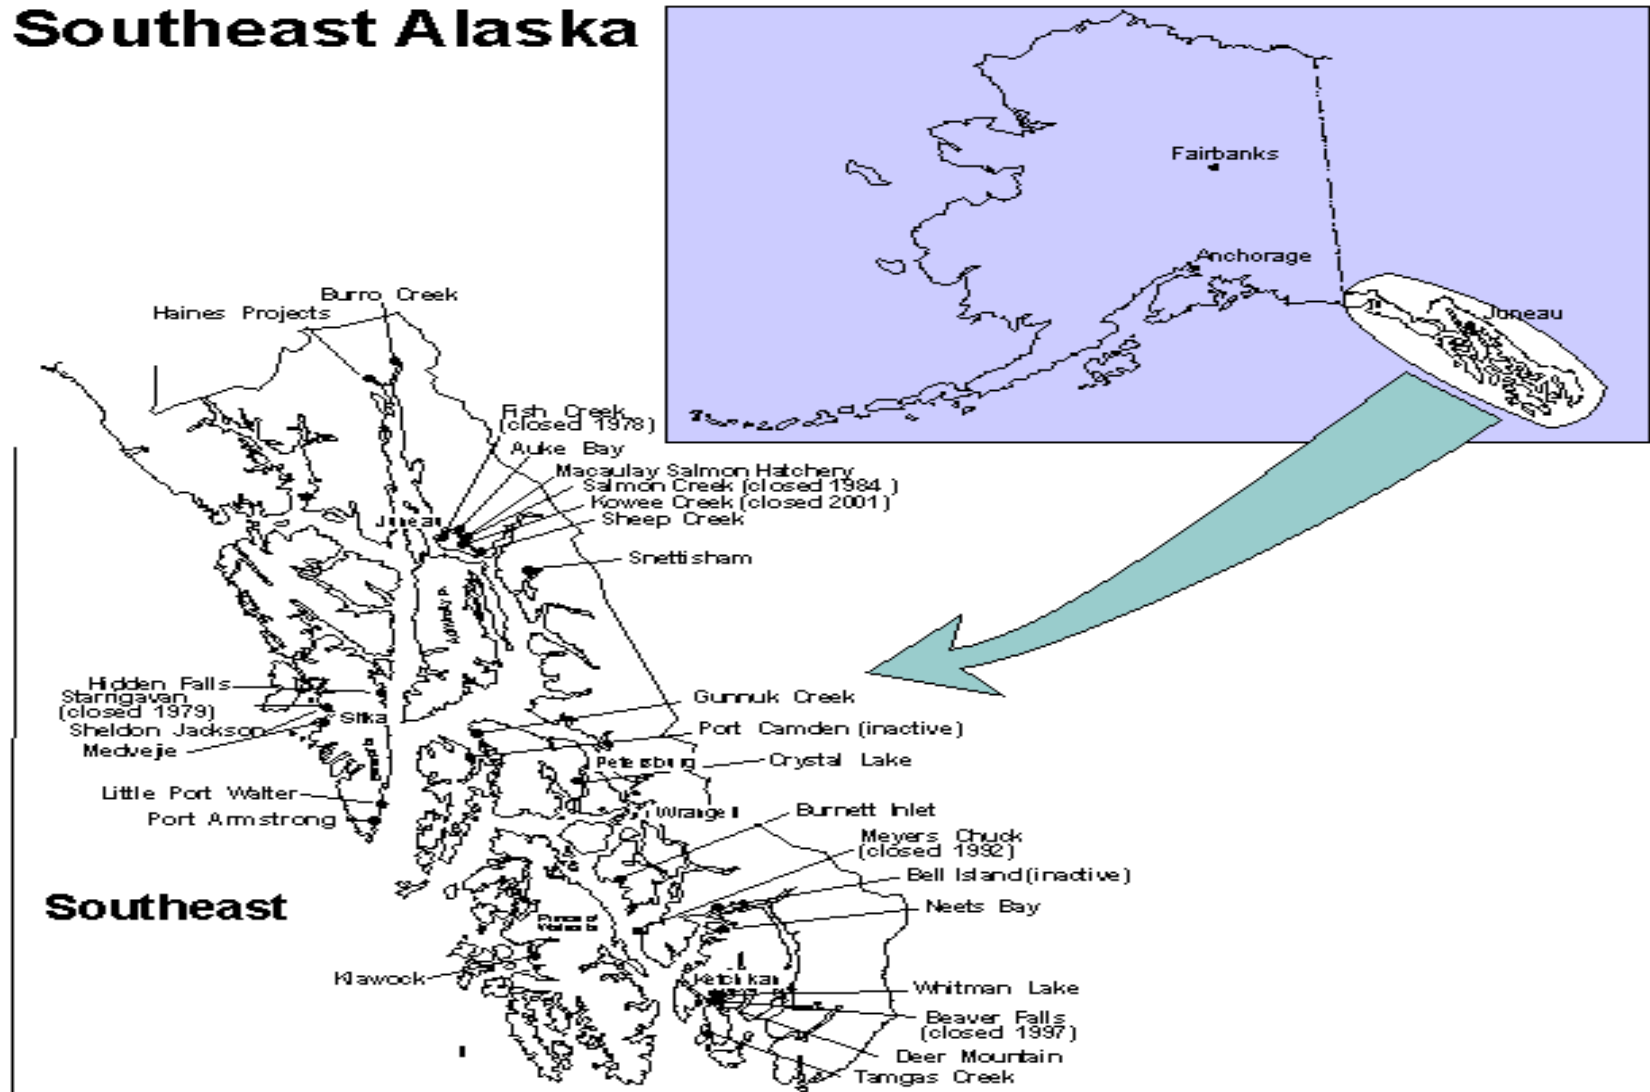 Southeast Alaska
Fairbanks
Anchorage
Juneau
Burro Creek
Haines Projects
Fish Creek
(closed 1978)
Auke Bay
Macaulay Salmon Hatchery
Salmon Creek (closed 1984 )
Kowee Creek (closed 2001)
Sheep Creek
Juneau
Snettisham
Hidden Falls
Starrigavan
(closed 1979)
Sheldon Jackson
Medvejie
Sitka
Gunnuk Creek
Port Camden (inactive)
Petersburg
Crystal Lake
Little Port Walter
Port Armstrong
Wrangell
Burnett Inlet
Meyers Chuck
(closed 1992)
Bell Island (inactive)
Neets Bay
Southeast
Prince of
Klawock
Ketchikan
Whitman Lake
Beaver Falls
(closed 1997)
Deer Mountain
Tamgas Creek